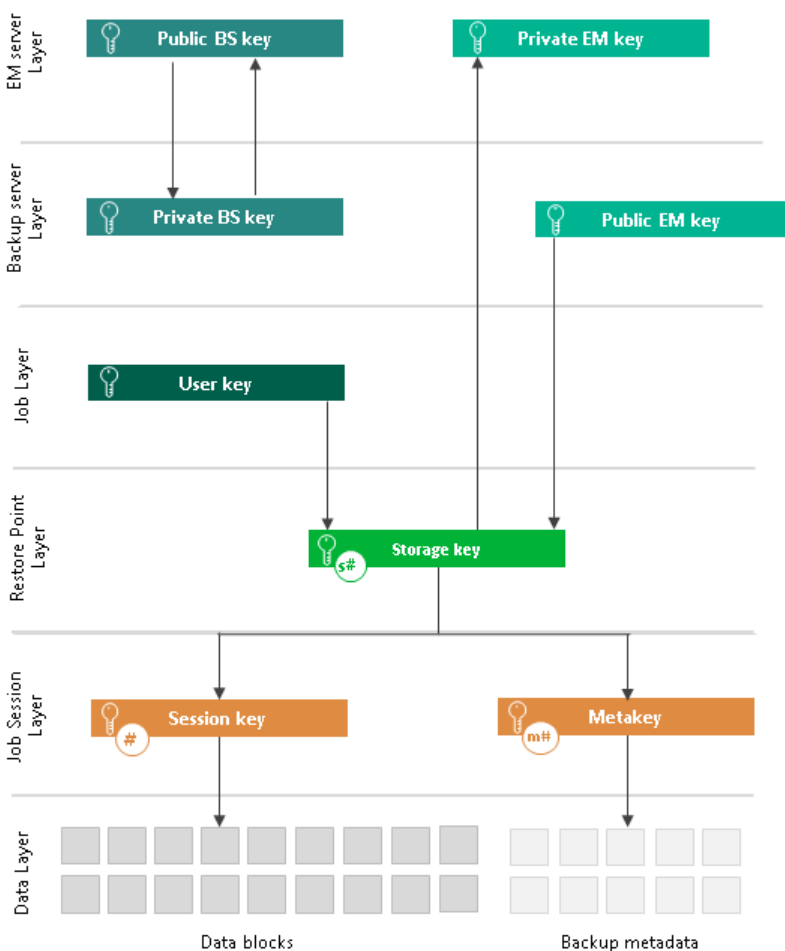 EM server
Layer
Public BS key
Private EM key
Backup server
Layer
Private BS key
Public EM key
Job Layer
User key
Restore Point
Layer
Storage key
s#
Job Session
Layer
Session key
#
Metakey
m#
Data Layer
Data blocks
Backup metadata